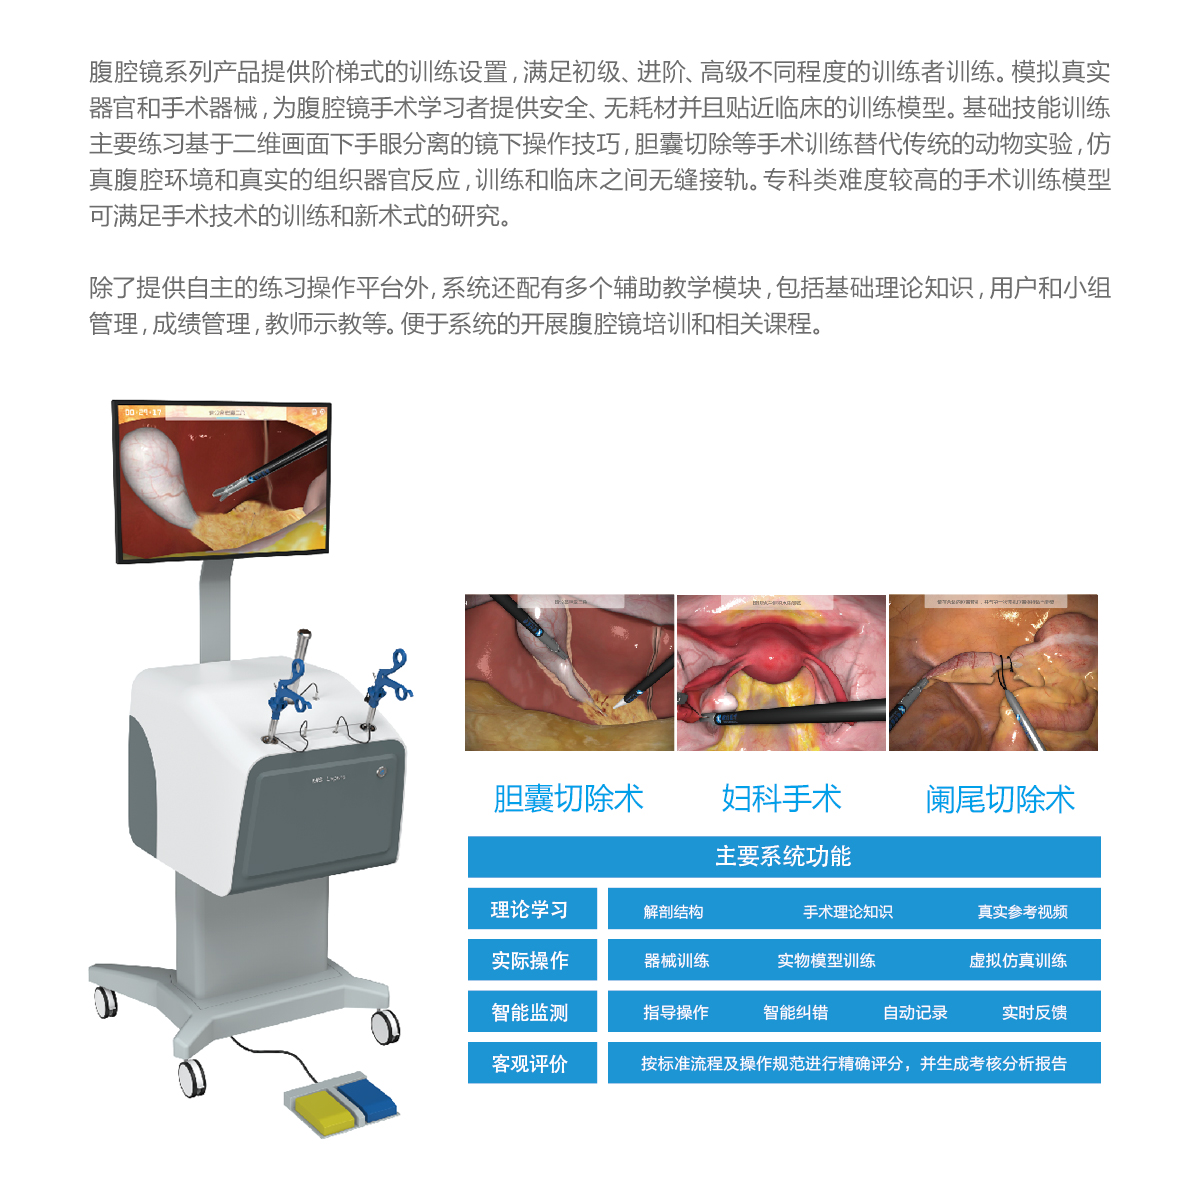 腹腔镜系列产品提供阶梯式的训练设置,满足初级、进阶、高级不同程度的训练者训练。模拟真实
器官和手术器械,为腹腔镜手术学习者提供安全、无耗材并且贴近临床的训练模型。基础技能训练
主要练习基于二维画面下手眼分离的镜下操作技巧,胆囊切除等手术训练替代传统的动物实验,仿
真腹腔环境和真实的组织器官反应,训练和临床之间无缝接轨。专科类难度较高的手术训练模型
可满足手术技术的训练和新术式的研究。
除了提供自主的练习操作平台外,系统还配有多个辅助教学模块,包括基础理论知识,用户和小组
管理,成绩管理,教师示教等。便于系统的开展腹腔镜培训和相关课程。
00:29:17
胆囊切除术 妇科手术 阑尾切除术
主要系统功能
理论学习 解剖结构 手术理论知识 真实参考视频
实际操作 器械训练 实物模型训练 虚拟仿真训练
智能监测 指导操作 智能纠错 自动记录 实时反馈
客观评价 按标准流程及操作规范进行精确评分，并生成考核分析报告